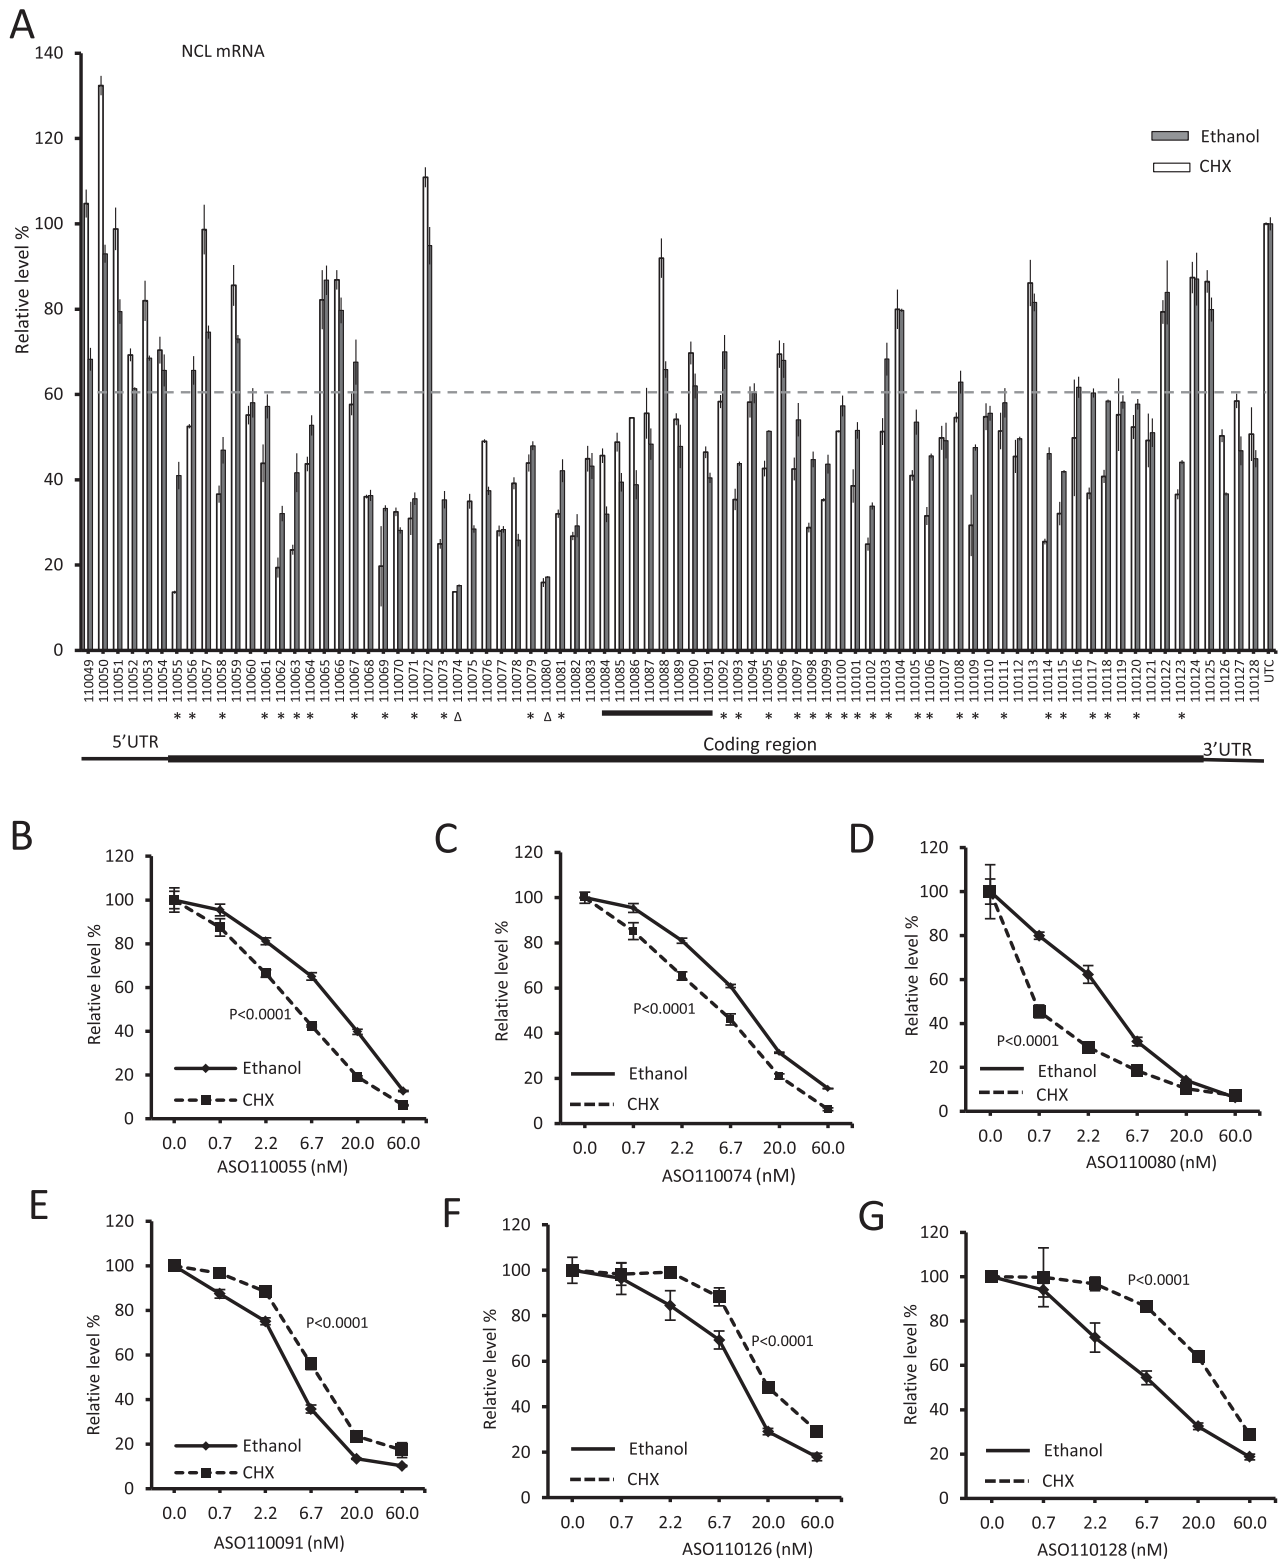 A
NCL mRNA
140
120
100
80
60
40
20
0
Relative level %
Ethanol
CHX
110049 110050 110051 110052 110053 110054 110055 110056 110057 110058 110059 110060 110061 110062 110063 110064 110065 110066 110067 110068 110069 110070 110071 110072 110073 110074 110075 110076 110077 110078 110079 110080 110081 110082 110083 110084 110085 110086 110087 110088 110089 110090 110091 110092 110093 110094 110095 110096 110097 110098 110099 110100 110101 110102 110103 110104 110105 110106 110107 110108 110109 110110 110111 110112 110113 110114 110115 110116 110117 110118 110119 110120 110121 110122 110123 110124 110125 110126 110127 110128 UTC
* * * * * * * * * * * Δ * Δ * * * * * * * * * * * * * * * * * * * * * *
5'UTR
Coding region
3'UTR
B
120
100
80
60
40
20
0
Relative level %
P<0.0001
Ethanol
CHX
0.0 0.7 2.2 6.7 20.0 60.0
ASO110055 (nM)
C
120
100
80
60
40
20
0
Relative level %
P<0.0001
Ethanol
CHX
0.0 0.7 2.2 6.7 20.0 60.0
ASO110074 (nM)
D
120
100
80
60
40
20
0
Relative level %
P<0.0001
Ethanol
CHX
0.0 0.7 2.2 6.7 20.0 60.0
ASO110080 (nM)
E
120
100
80
60
40
20
0
Relative level %
P<0.0001
Ethanol
CHX
0.0 0.7 2.2 6.7 20.0 60.0
ASO110091 (nM)
F
120
100
80
60
40
20
0
Relative level %
P<0.0001
Ethanol
CHX
0.0 0.7 2.2 6.7 20.0 60.0
ASO110126 (nM)
G
120
100
80
60
40
20
0
Relative level %
P<0.0001
Ethanol
CHX
0.0 0.7 2.2 6.7 20.0 60.0
ASO110128 (nM)